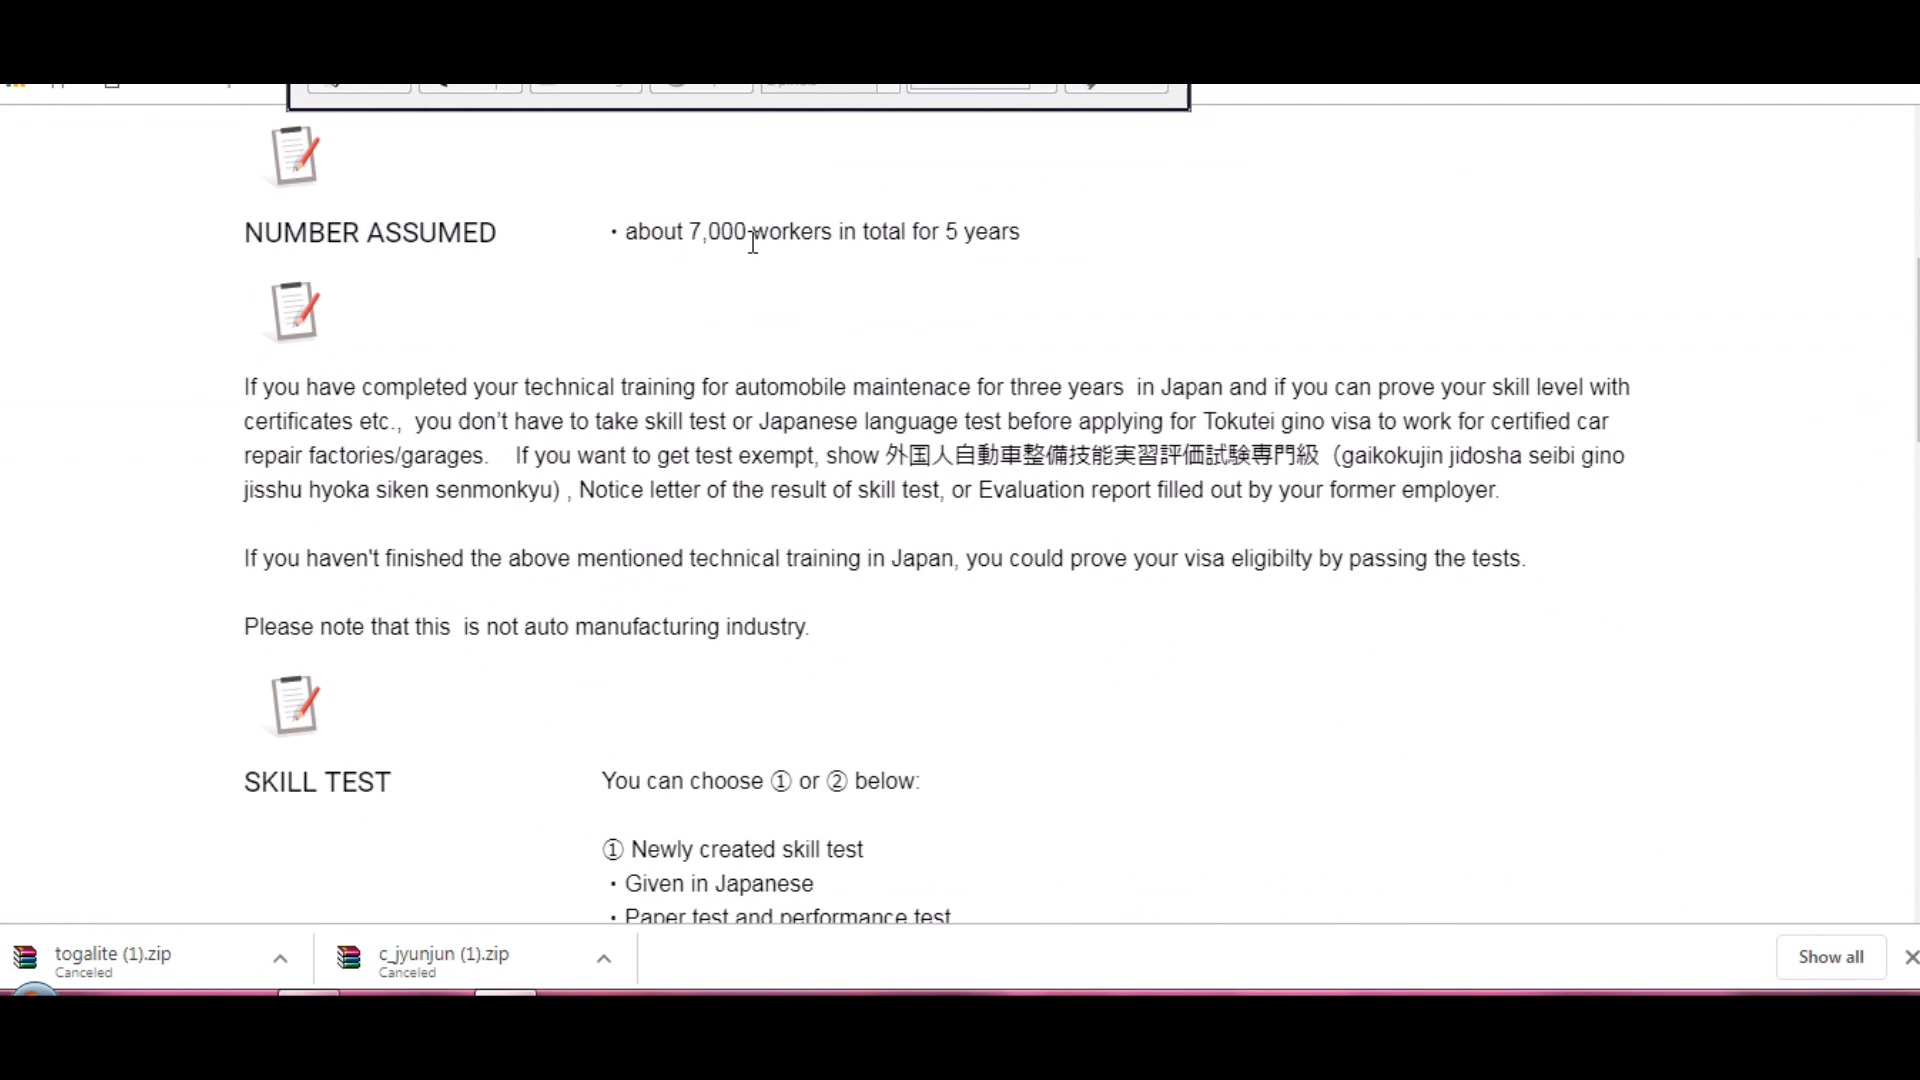 NUMBER ASSUMED
・about 7,000 workers in total for 5 years
If you have completed your technical training for automobile maintenace for three years  in Japan and if you can prove your skill level with
certificates etc.,  you don't have to take skill test or Japanese language test before applying for Tokutei gino visa to work for certified car
repair factories/garages.    If you want to get test exempt, show 外国人自動車整備技能実習評価試験専門級（gaikokujin jidosha seibi gino
jisshu hyoka siken senmonkyu) , Notice letter of the result of skill test, or Evaluation report filled out by your former employer.
If you haven't finished the above mentioned technical training in Japan, you could prove your visa eligibilty by passing the tests.
Please note that this  is not auto manufacturing industry.
SKILL TEST
You can choose ① or ② below:
① Newly created skill test
・Given in Japanese
・Paper test and performance test
togalite (1).zip
Canceled
c_jyunjun (1).zip
Canceled
Show all